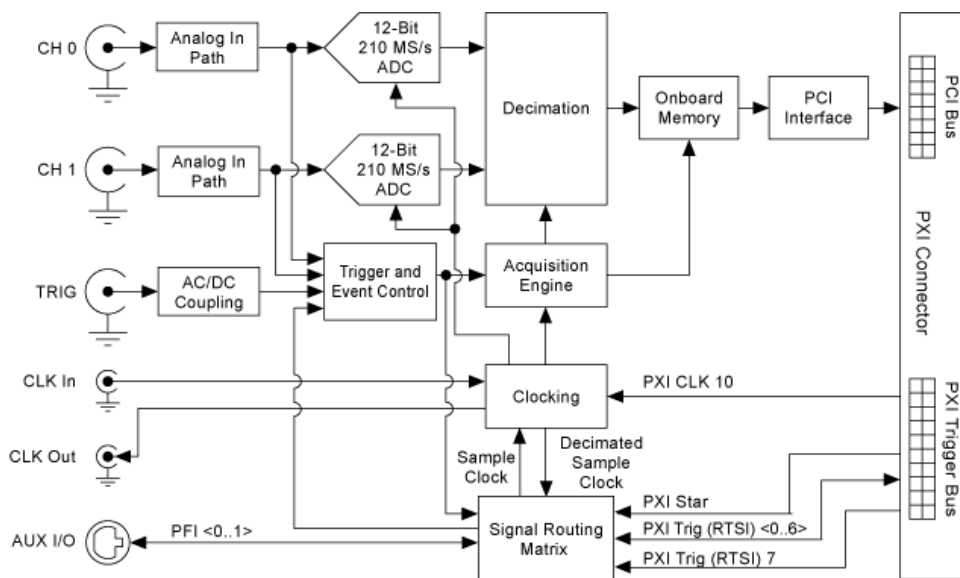 CH 0
Analog In
Path
12-Bit
210 MS/s
ADC
Decimation
Onboard
Memory
PCI
Interface
PCI Bus
CH 1
Analog In
Path
12-Bit
210 MS/s
ADC
PXI Connector
TRIG
AC/DC
Coupling
Trigger and
Event Control
Acquisition
Engine
CLK In
Clocking
PXI CLK 10
PXI Trigger Bus
CLK Out
Sample
Clock
Decimated
Sample
Clock
AUX I/O
PFI <0..1>
Signal Routing
Matrix
PXI Star
PXI Trig (RTSI) <0..6>
PXI Trig (RTSI) 7